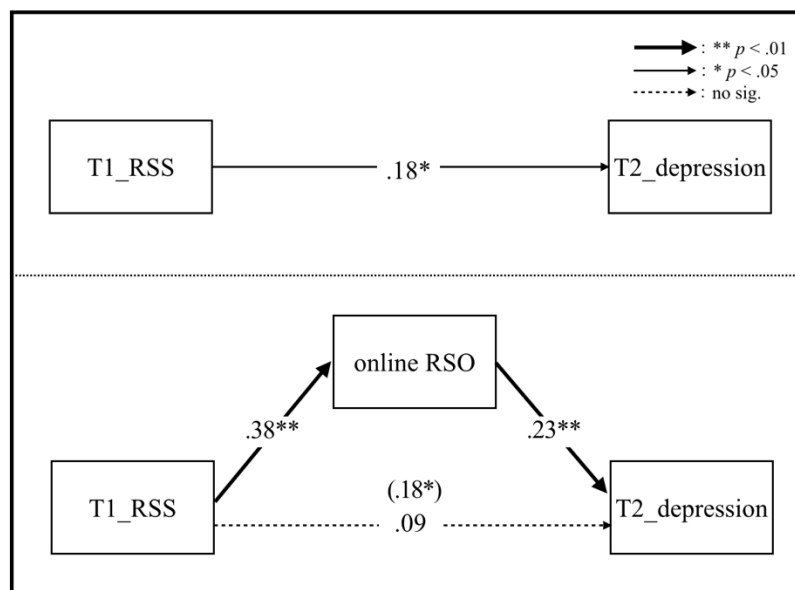 : ** p < .01
: * p < .05
: no sig.
T1_RSS
.18*
T2_depression
online RSO
.38**
.23**
(.18*)
T1_RSS
.09
T2_depression